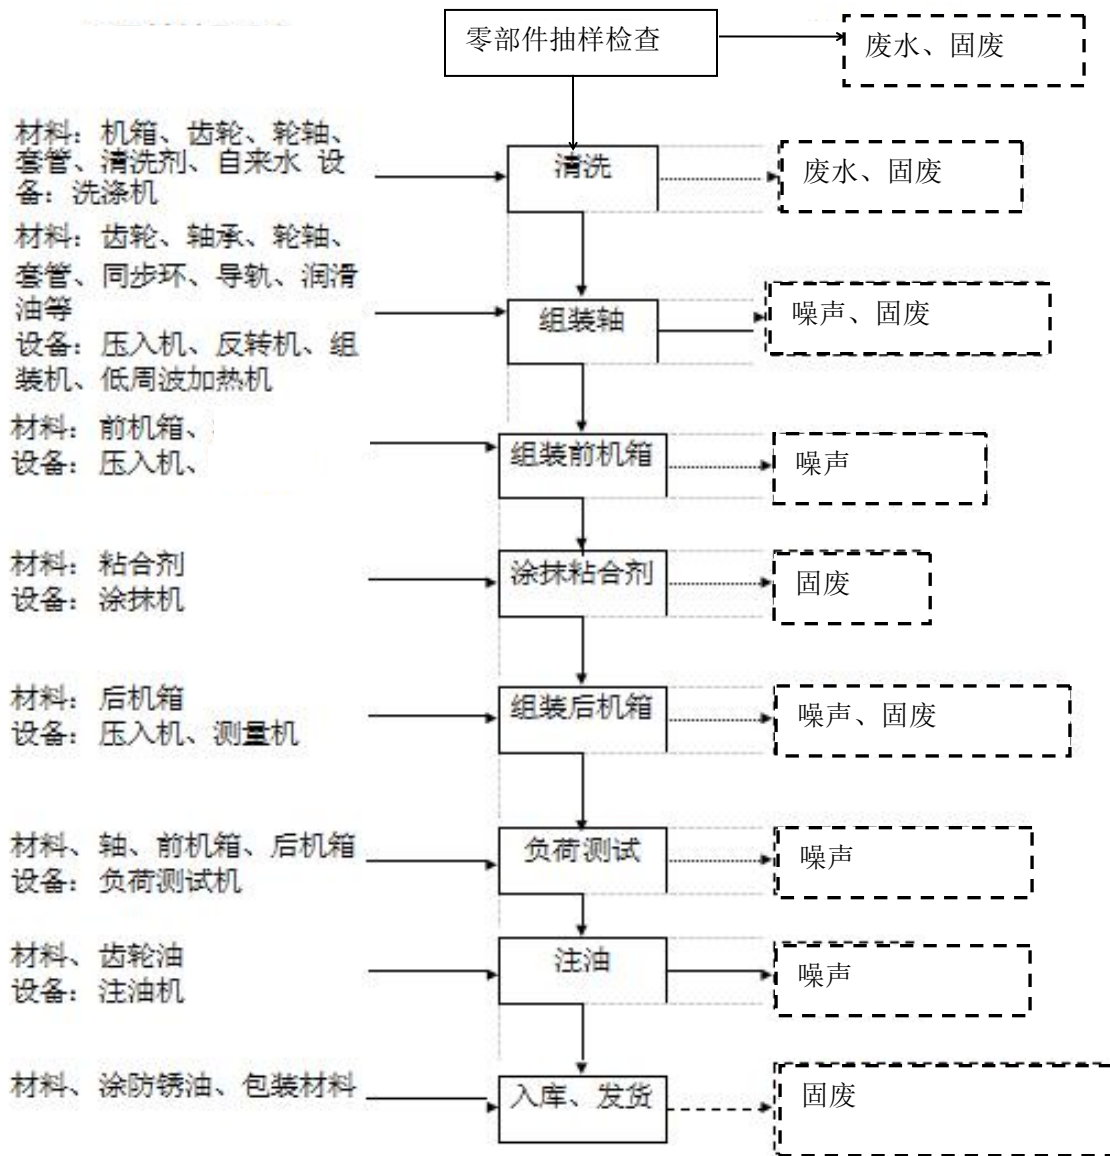 零部件抽样检查
废水、固废
材料：机箱、齿轮、轮轴、
套管、清洗剂、自来水 设
备：洗涤机
清洗
废水、固废
材料：齿轮、轴承、轮轴、
套管、同步环、导轨、润滑
油等
设备：压入机、反转机、组
装机、低周波加热机
组装轴
噪声、固废
材料：前机箱、
设备：压入机、
组装前机箱
噪声
材料：粘合剂
设备：涂抹机
涂抹粘合剂
固废
材料：后机箱
设备：压入机、测量机
组装后机箱
噪声、固废
材料、轴、前机箱、后机箱
设备：负荷测试机
负荷测试
噪声
材料、齿轮油
设备：注油机
注油
噪声
材料、涂防锈油、包装材料
入库、发货
固废